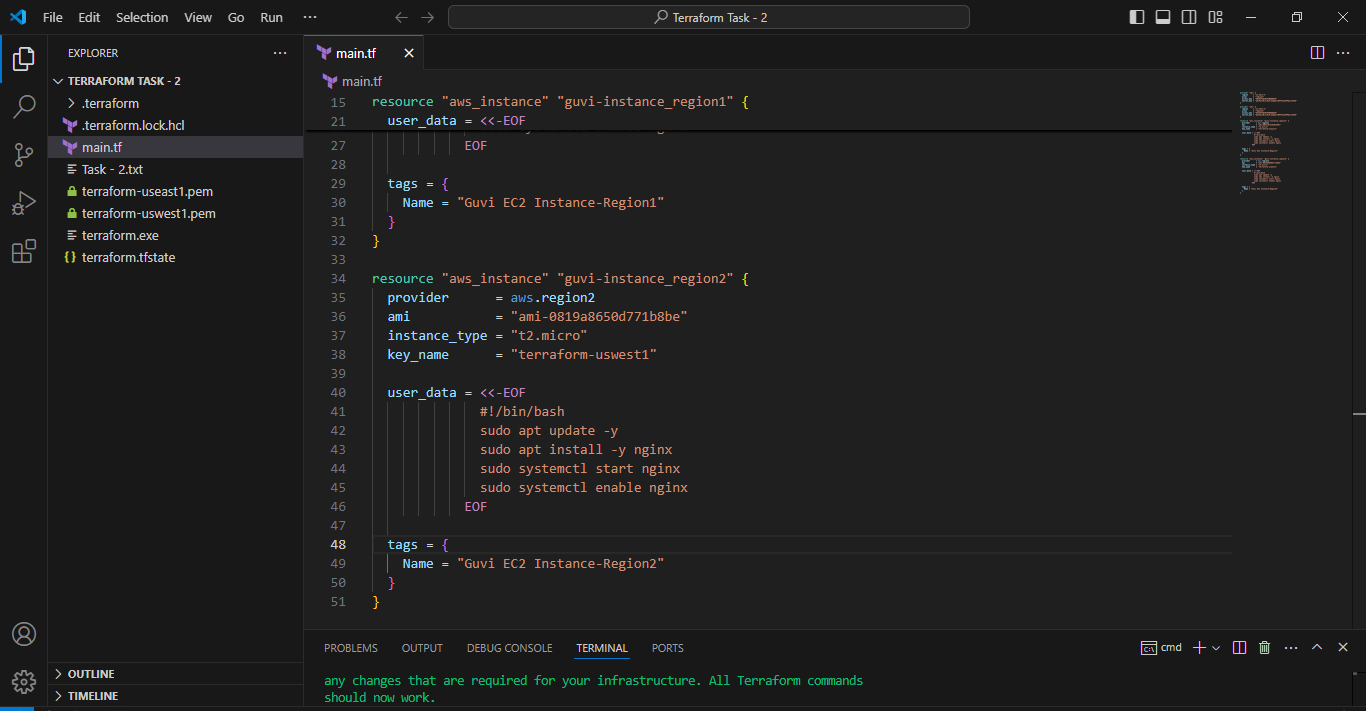 File Edit Selection View Go Run ···
Terraform Task - 2
EXPLORER ···
TERRAFORM TASK - 2
.terraform
.terraform.lock.hcl
main.tf
Task - 2.txt
terraform-useast1.pem
terraform-uswest1.pem
terraform.exe
{} terraform.tfstate
OUTLINE
TIMELINE
main.tf
main.tf
15 resource "aws_instance" "guvi-instance_region1" {
21 user_data = <<-EOF
27 EOF
28
29 tags = {
30 Name = "Guvi EC2 Instance-Region1"
31 }
32 }
33
34 resource "aws_instance" "guvi-instance_region2" {
35 provider = aws.region2
36 ami = "ami-0819a8650d771b8be"
37 instance_type = "t2.micro"
38 key_name = "terraform-uswest1"
39
40 user_data = <<-EOF
41 #!/bin/bash
42 sudo apt update -y
43 sudo apt install -y nginx
44 sudo systemctl start nginx
45 sudo systemctl enable nginx
46 EOF
47
48 tags = {
49 Name = "Guvi EC2 Instance-Region2"
50 }
51 }
PROBLEMS OUTPUT DEBUG CONSOLE TERMINAL PORTS
cmd
any changes that are required for your infrastructure. All Terraform commands
should now work.